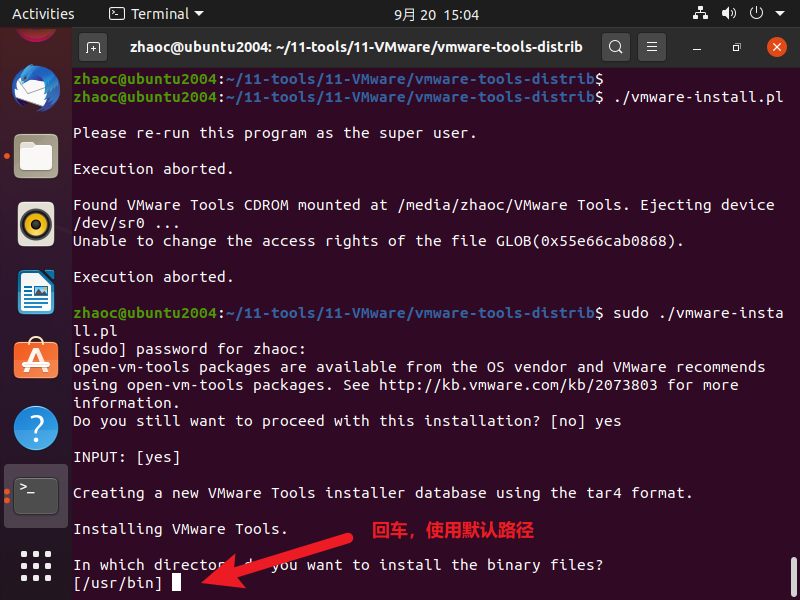 Activities Terminal 9月 20 15:04
zhaoc@ubuntu2004: ~/11-tools/11-VMware/vmware-tools-distrib
zhaoc@ubuntu2004:~/11-tools/11-VMware/vmware-tools-distrib$
zhaoc@ubuntu2004:~/11-tools/11-VMware/vmware-tools-distrib$ ./vmware-install.pl
Please re-run this program as the super user.
Execution aborted.
Found VMware Tools CDROM mounted at /media/zhaoc/VMware Tools. Ejecting device
/dev/sr0 ...
Unable to change the access rights of the file GLOB(0x55e66cab0868).
Execution aborted.
zhaoc@ubuntu2004:~/11-tools/11-VMware/vmware-tools-distrib$ sudo ./vmware-insta
ll.pl
[sudo] password for zhaoc:
open-vm-tools packages are available from the OS vendor and VMware recommends
using open-vm-tools packages. See http://kb.vmware.com/kb/2073803 for more
information.
Do you still want to proceed with this installation? [no] yes
INPUT: [yes]
Creating a new VMware Tools installer database using the tar4 format.
Installing VMware Tools.
回车，使用默认路径
In which director do you want to install the binary files?
[/usr/bin]